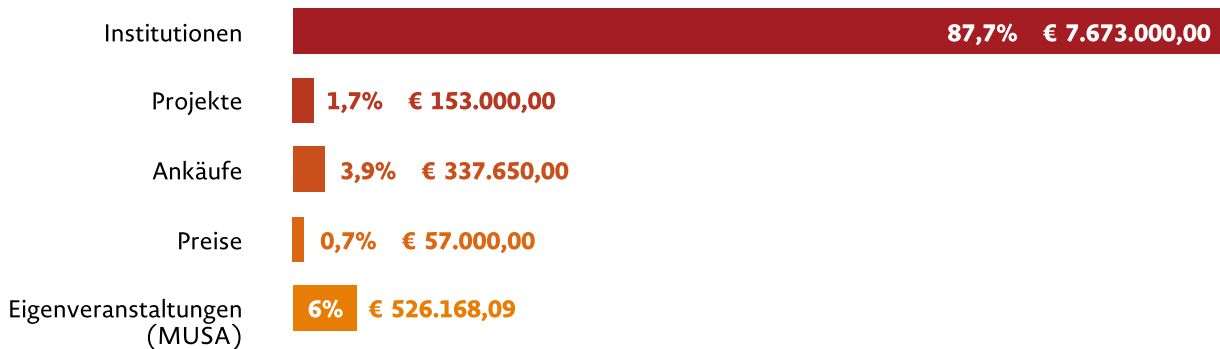 Institutionen 87,7% € 7.673.000,00
Projekte 1,7% € 153.000,00
Ankäufe 3,9% € 337.650,00
Preise 0,7% € 57.000,00
Eigenveranstaltungen 6% € 526.168,09
(MUSA)